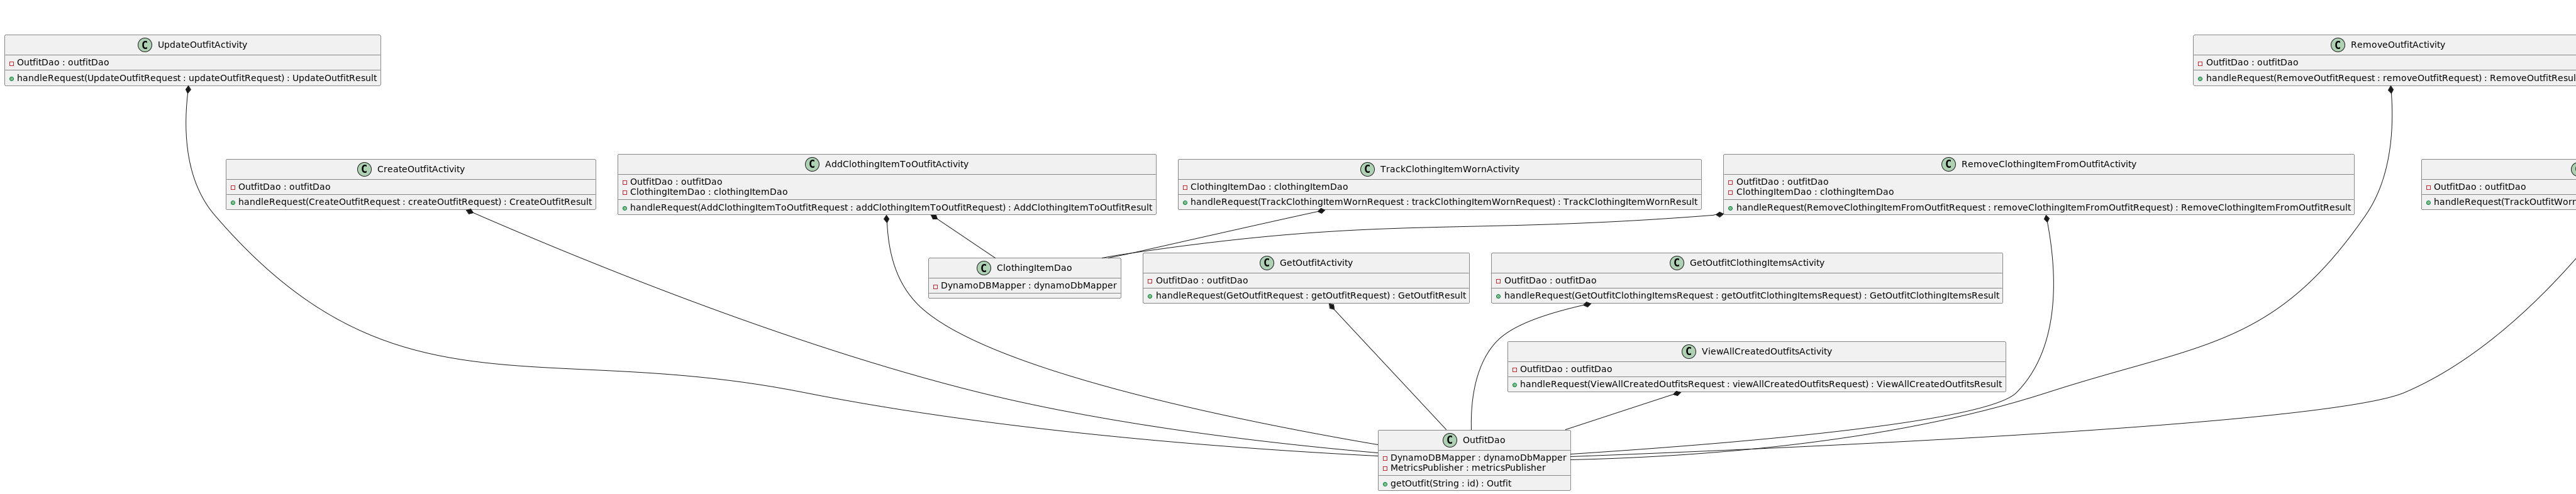 UpdateOutfitActivity
OutfitDao : outfitDao
handleRequest(UpdateOutfitRequest : updateOutfitRequest) : UpdateOutfitResult
RemoveOutfitActivity
OutfitDao : outfitDao
handleRequest(RemoveOutfitRequest : removeOutfitRequest) : RemoveOutfitResul
CreateOutfitActivity
OutfitDao : outfitDao
handleRequest(CreateOutfitRequest : createOutfitRequest) : CreateOutfitResult
AddClothingItemToOutfitActivity
OutfitDao : outfitDao
ClothingItemDao : clothingItemDao
handleRequest(AddClothingItemToOutfitRequest : addClothingItemToOutfitRequest) : AddClothingItemToOutfitResult
TrackClothingItemWornActivity
ClothingItemDao : clothingItemDao
handleRequest(TrackClothingItemWornRequest : trackClothingItemWornRequest) : TrackClothingItemWornResult
RemoveClothingItemFromOutfitActivity
OutfitDao : outfitDao
ClothingItemDao : clothingItemDao
handleRequest(RemoveClothingItemFromOutfitRequest : removeClothingItemFromOutfitRequest) : RemoveClothingItemFromOutfitResult
OutfitDao : outfitDao
handleRequest(TrackOutfitWorn
ClothingItemDao
DynamoDBMapper : dynamoDbMapper
GetOutfitActivity
OutfitDao : outfitDao
handleRequest(GetOutfitRequest : getOutfitRequest) : GetOutfitResult
GetOutfitClothingItemsActivity
OutfitDao : outfitDao
handleRequest(GetOutfitClothingItemsRequest : getOutfitClothingItemsRequest) : GetOutfitClothingItemsResult
ViewAllCreatedOutfitsActivity
OutfitDao : outfitDao
handleRequest(ViewAllCreatedOutfitsRequest : viewAllCreatedOutfitsRequest) : ViewAllCreatedOutfitsResult
OutfitDao
DynamoDBMapper : dynamoDbMapper
MetricsPublisher : metricsPublisher
getOutfit(String : id) : Outfit